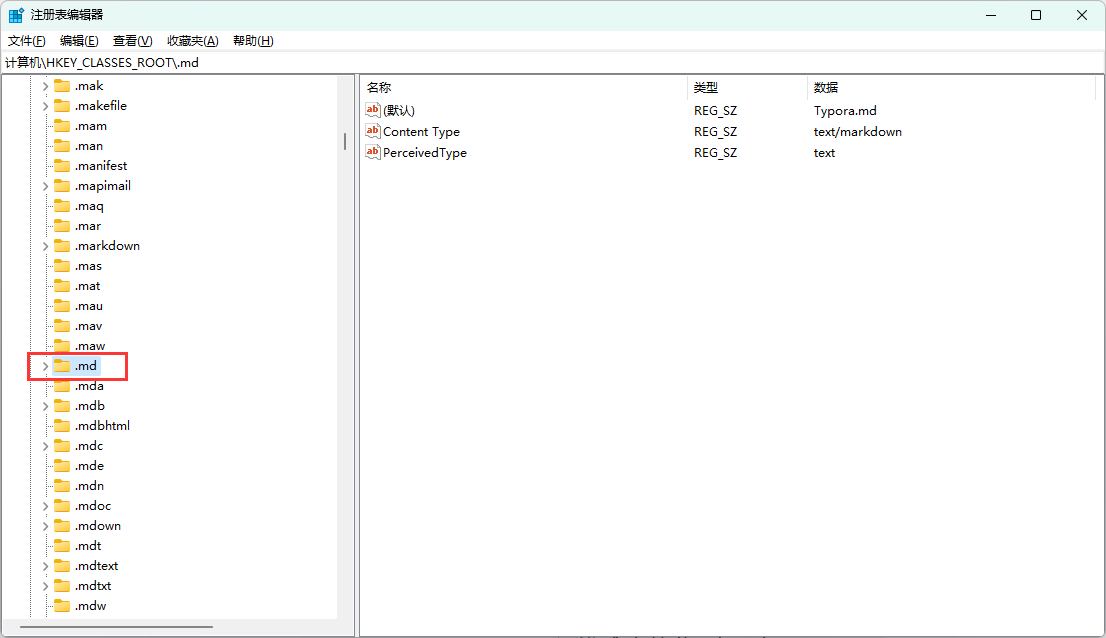 注册表编辑器
文件(F) 编辑(E) 查看(V) 收藏夹(A) 帮助(H)
计算机\HKEY_CLASSES_ROOT\.md
.mak
.makefile
.mam
.man
.manifest
.mapimail
.maq
.mar
.markdown
.mas
.mat
.mau
.mav
.maw
.md
.mda
.mdb
.mdbhtml
.mdc
.mde
.mdn
.mdoc
.mdown
.mdt
.mdtext
.mdtxt
.mdw
名称 类型 数据
ab (默认) REG_SZ Typora.md
ab Content Type REG_SZ text/markdown
ab PerceivedType REG_SZ text